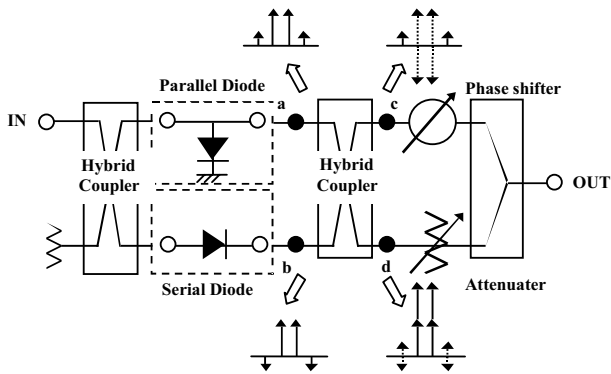 Parallel Diode
a
c
Phase shifter
IN
Hybrid
Coupler
Hybrid
Coupler
OUT
b
d
Serial Diode
Attenuater